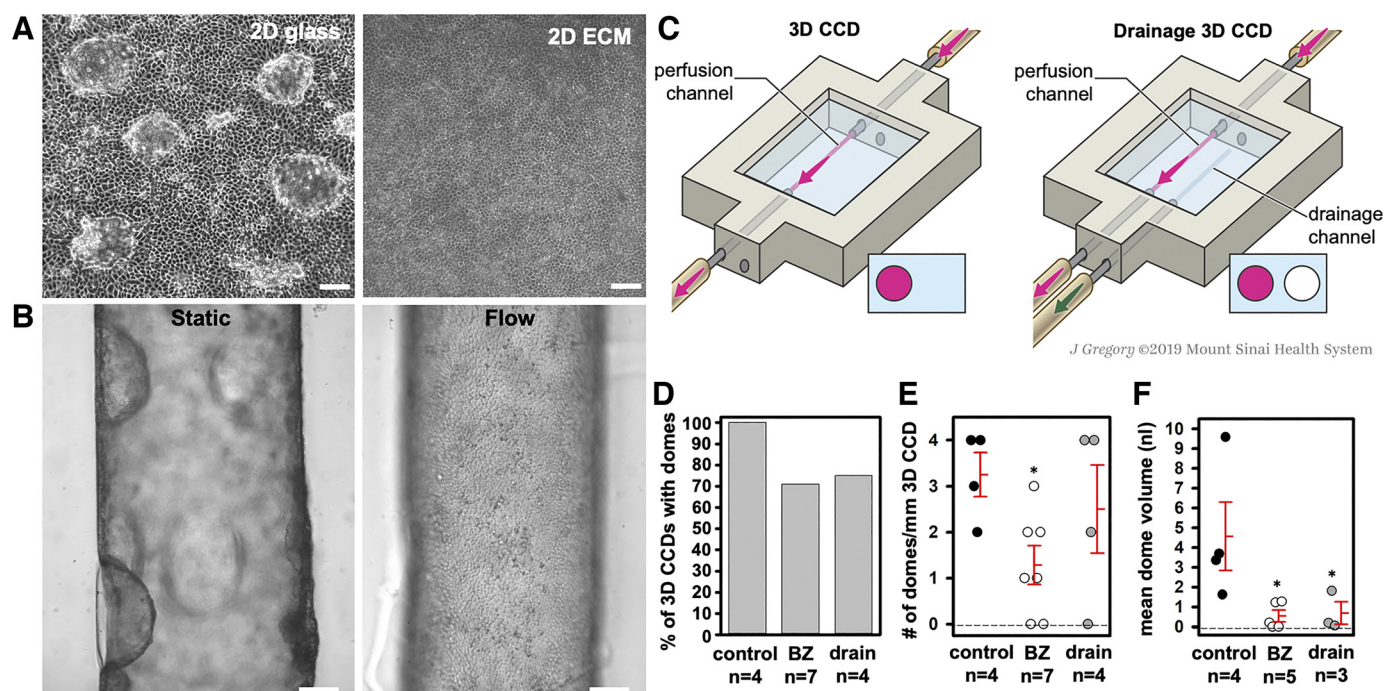 A
2D glass
2D ECM
B
Static
Flow
C
3D CCD
Drainage 3D CCD
perfusion
channel
perfusion
channel
drainage
channel
J Gregory ©2019 Mount Sinai Health System
D
% of 3D CCDs with domes
100
90
80
70
60
50
40
30
20
10
0
control
n=4
BZ
n=7
drain
n=4
E
# of domes/mm 3D CCD
4
3
2
1
0
*
control
n=4
BZ
n=7
drain
n=4
F
mean dome volume (nl)
10
9
8
7
6
5
4
3
2
1
0
*
*
control
n=4
BZ
n=5
drain
n=3